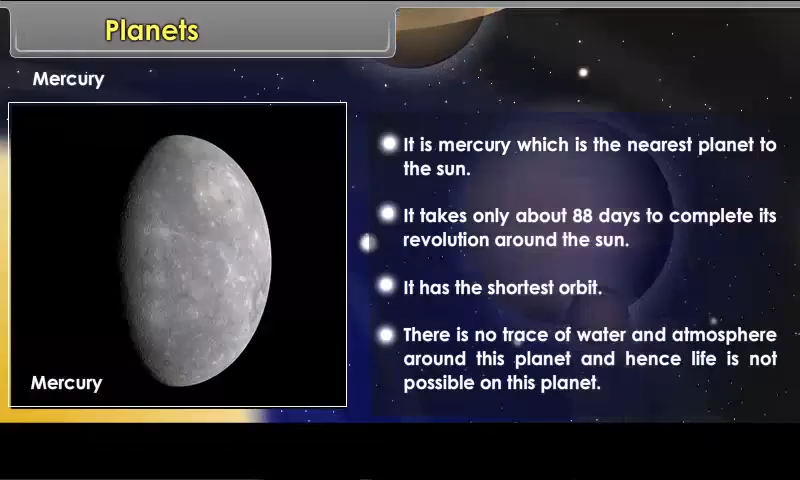 Planets
Mercury
It is mercury which is the nearest planet to
the sun.
It takes only about 88 days to complete its
revolution around the sun.
It has the shortest orbit.
There is no trace of water and atmosphere
around this planet and hence life is not
possible on this planet.
Mercury